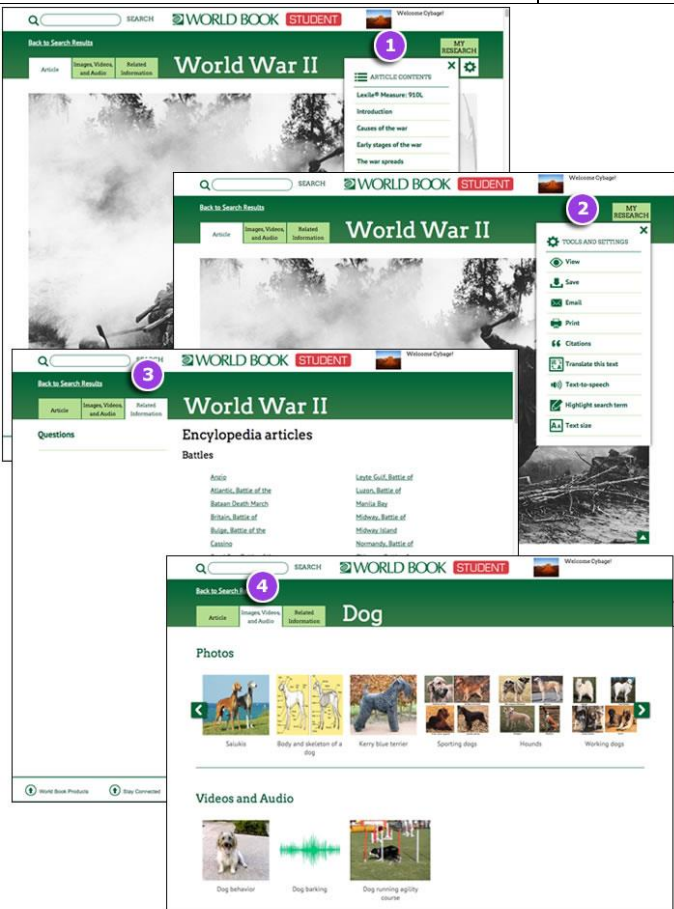 SEARCH
WORLD BOOK STUDENT
Welcome Cybage!
Back to Search Results
1
MY
RESEARCH
Article
Images, Videos,
and Audio
Related
Information
World War II
ARTICLE CONTENTS
Lexile® Measure: 910L
Introduction
Causes of the war
Early stages of the war
The war spreads
SEARCH
WORLD BOOK STUDENT
Welcome Cybage!
Back to Search Results
2
MY
RESEARCH
Article
Images, Videos,
and Audio
Related
Information
World War II
TOOLS AND SETTINGS
View
Save
Email
Print
Citations
Translate this text
Text-to-speech
Highlight search term
Text size
SEARCH
WORLD BOOK STUDENT
Welcome Cybage!
Back to Search Results
3
Article
Images, Videos,
and Audio
Related
Information
World War II
Questions
Encylopedia articles
Battles
Anzio
Atlantic, Battle of the
Bataan Death March
Britain, Battle of
Bulge, Battle of the
Cassino
Leyte Gulf, Battle of
Luzon, Battle of
Manila Bay
Midway, Battle of
Midway Island
Normandy, Battle of
World Book Products
Stay Connected
SEARCH
WORLD BOOK STUDENT
Welcome Cybage!
Back to Search
4
Article
Images, Videos,
and Audio
Related
Information
Dog
Photos
Salukis
Body and skeleton of a
dog
Kerry blue terrier
Sporting dogs
Hounds
Working dogs
Videos and Audio
Dog behavior
Dog barking
Dog running agility
course